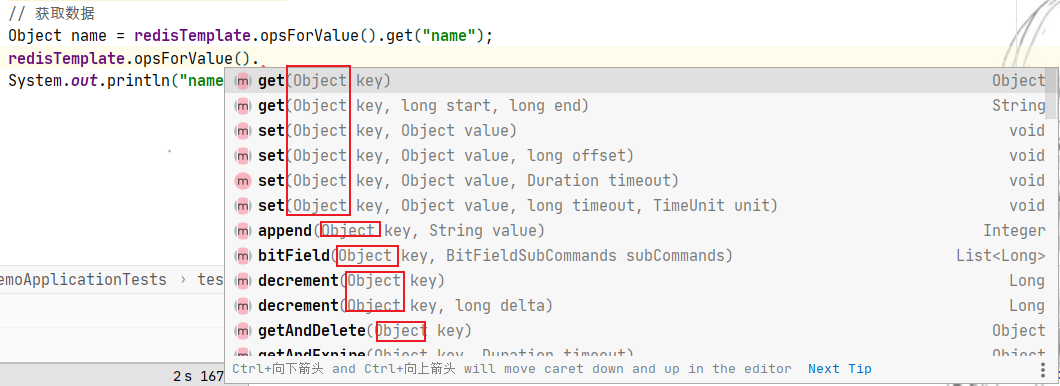 // 获取数据
Object name = redisTemplate.opsForValue().get("name");
redisTemplate.opsForValue().
System.out.println("name
get(Object key) Object
get(Object key, long start, long end) String
set(Object key, Object value) void
set(Object key, Object value, long offset) void
set(Object key, Object value, Duration timeout) void
set(Object key, Object value, long timeout, TimeUnit unit) void
append(Object key, String value) Integer
bitField(Object key, BitFieldSubCommands subCommands) List<Long>
decrement(Object key) Long
decrement(Object key, long delta) Long
getAndDelete(Object key) Object
getAndExpire(Object key, Duration timeout) Object
emoApplicationTests › tes
Ctrl+向下箭头 and Ctrl+向上箭头 will move caret down and up in the editor Next Tip
2 s 167